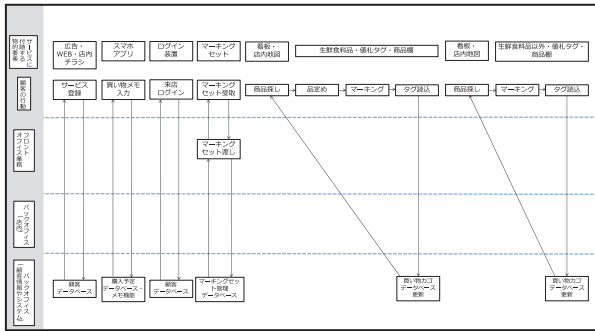 サービスに
付随する
物的要素
広告・
WEB・店内
チラシ
スマホ
アプリ
ログイン
装置
マーキング
セット
看板・
店内地図
生鮮食料品・値札タグ・商品棚
看板・
店内地図
生鮮食料品以外・値札タグ・
商品棚
顧客の行動
サービス
登録
買い物メモ
入力
来店
ログイン
マーキング
セット受取
商品探し
品定め
マーキング
タグ読込
商品探し
マーキング
タグ読込
フロント
オフィス業務
マーキング
セット渡し
バックオフィス
(店内)
バックオフィス
(顧客情報やシステム)
顧客
データベース
購入予定
データベース・
メモ機能
顧客
データベース
マーキングセット
管理
データベース
買い物カゴ
データベース
更新
買い物カゴ
データベース
更新